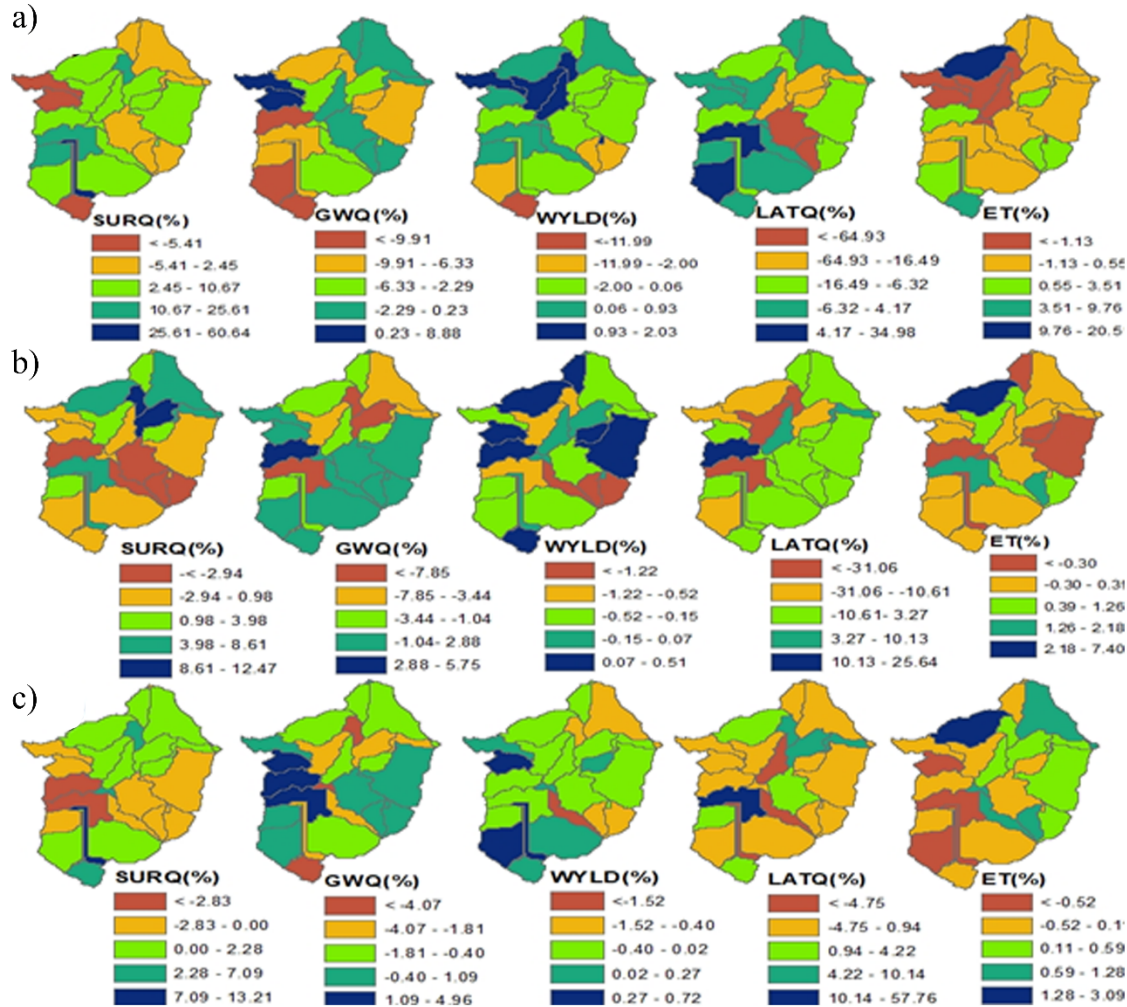 a)
SURQ(%)
< -5.41
-5.41 - 2.45
2.45 - 10.67
10.67 - 25.61
25.61 - 60.64
GWQ(%)
< -9.91
-9.91 - -6.33
-6.33 - -2.29
-2.29 - 0.23
0.23 - 8.88
WYLD(%)
<-11.99
-11.99 - -2.00
-2.00 - 0.06
0.06 - 0.93
0.93 - 2.03
LATQ(%)
< -64.93
-64.93 - -16.49
-16.49 - -6.32
-6.32 - 4.17
4.17 - 34.98
ET(%)
< -1.13
-1.13 - 0.55
0.55 - 3.51
3.51 - 9.76
9.76 - 20.5
b)
SURQ(%)
-< -2.94
-2.94 - 0.98
0.98 - 3.98
3.98 - 8.61
8.61 - 12.47
GWQ(%)
< -7.85
-7.85 - -3.44
-3.44 - -1.04
-1.04- 2.88
2.88 - 5.75
WYLD(%)
< -1.22
-1.22 - -0.52
-0.52 - -0.15
-0.15 - 0.07
0.07 - 0.51
LATQ(%)
< -31.06
-31.06 - -10.61
-10.61 - 3.27
3.27 - 10.13
10.13 - 25.64
ET(%)
< -0.30
-0.30 - 0.39
0.39 - 1.26
1.26 - 2.18
2.18 - 7.40
c)
SURQ(%)
< -2.83
-2.83 - 0.00
0.00 - 2.28
2.28 - 7.09
7.09 - 13.21
GWQ(%)
< -4.07
-4.07 - -1.81
-1.81 - -0.40
-0.40 - 1.09
1.09 - 4.96
WYLD(%)
<-1.52
-1.52 - -0.40
-0.40 - 0.02
0.02 - 0.27
0.27 - 0.72
LATQ(%)
< -4.75
-4.75 - 0.94
0.94 - 4.22
4.22 - 10.14
10.14 - 57.76
ET(%)
< -0.52
-0.52 - 0.1
0.11 - 0.59
0.59 - 1.28
1.28 - 3.09